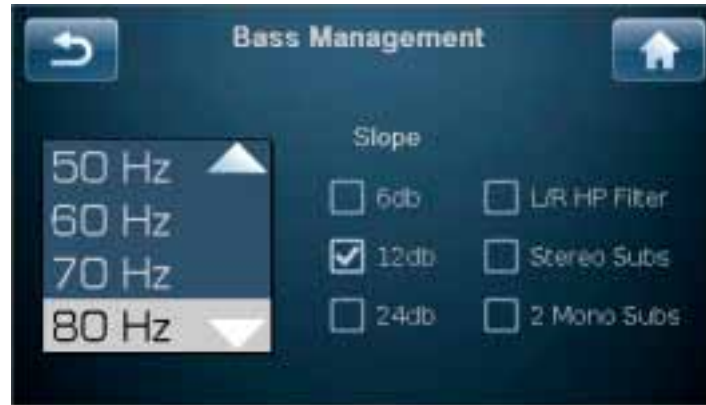 Bass Management
50 Hz
60 Hz
70 Hz
80 Hz
Slope
6db
12db
24db
L/R HP Filter
Stereo Subs
2 Mono Subs